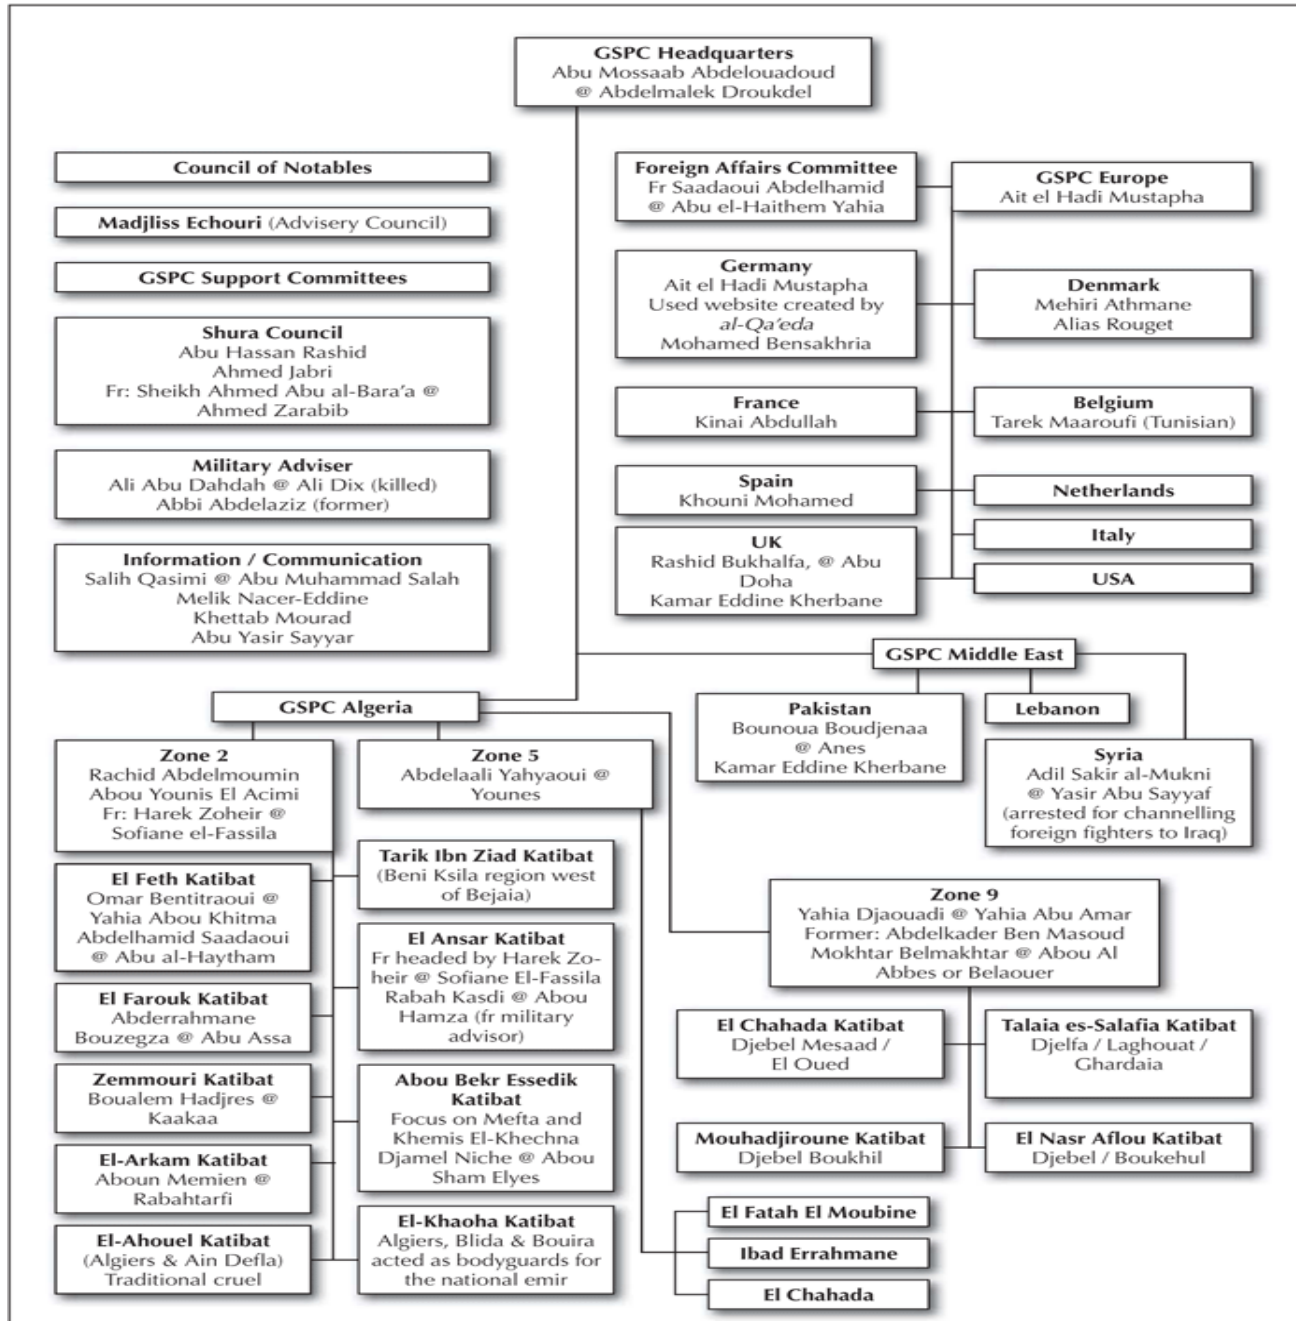 GSPC Headquarters
Abu Mossaab Abdelouadoud
@ Abdelmalek Droukdel
Council of Notables
Madjliss Echouri (Advisery Council)
GSPC Support Committees
Shura Council
Abu Hassan Rashid
Ahmed Jabri
Fr: Sheikh Ahmed Abu al-Bara’a @
Ahmed Zarabib
Military Adviser
Ali Abu Dahdah @ Ali Dix (killed)
Abbi Abdelaziz (former)
Information / Communication
Salih Qasimi @ Abu Muhammad Salah
Melik Nacer-Eddine
Khettab Mourad
Abu Yasir Sayyar
Foreign Affairs Committee
Fr Saadaoui Abdelhamid
@ Abu el-Haithem Yahia
GSPC Europe
Ait el Hadi Mustapha
Germany
Ait el Hadi Mustapha
Used website created by
al-Qa’eda
Mohamed Bensakhria
Denmark
Mehiri Athmane
Alias Rouget
France
Kinai Abdullah
Belgium
Tarek Maaroufi (Tunisian)
Spain
Khouni Mohamed
Netherlands
Italy
UK
Rashid Bukhalfa, @ Abu
Doha
Kamar Eddine Kherbane
USA
GSPC Middle East
Pakistan
Bounoua Boudjenaa
@ Anes
Kamar Eddine Kherbane
Lebanon
Syria
Adil Sakir al-Mukni
@ Yasir Abu Sayyaf
(arrested for channelling
foreign fighters to Iraq)
GSPC Algeria
Zone 2
Rachid Abdelmoumin
Abou Younis El Acimi
Fr: Harek Zoheir @
Sofiane el-Fassila
Zone 5
Abdelaali Yahyaoui @
Younes
El Feth Katibat
Omar Bentitraoui @
Yahia Abou Khitma
Abdelhamid Saadaoui
@ Abu al-Haytham
Tarik Ibn Ziad Katibat
(Beni Ksila region west
of Bejaia)
El Ansar Katibat
Fr headed by Harek Zo-
heir @ Sofiane El-Fassila
Rabah Kasdi @ Abou
Hamza (fr military
advisor)
El Farouk Katibat
Abderrahmane
Bouzegza @ Abu Assa
Zemmouri Katibat
Boualem Hadjres @
Kaakaa
Abou Bekr Essedik
Katibat
Focus on Mefta and
Khemis El-Khechna
Djamel Niche @ Abou
Sham Elyes
El-Arkam Katibat
Aboun Memien @
Rabahtarfi
El-Ahouel Katibat
(Algiers & Ain Defla)
Traditional cruel
El-Khaoha Katibat
Algiers, Blida & Bouira
acted as bodyguards for
the national emir
Zone 9
Yahia Djaouadi @ Yahia Abu Amar
Former: Abdelkader Ben Masoud
Mokhtar Belmakhtar @ Abou Al
Abbes or Belaouer
El Chahada Katibat
Djebel Mesaad /
El Oued
Talaia es-Salafia Katibat
Djelfa / Laghouat /
Ghardaia
Mouhadjiroune Katibat
Djebel Boukhil
El Nasr Aflou Katibat
Djebel / Boukehul
El Fatah El Moubine
Ibad Errahmane
El Chahada